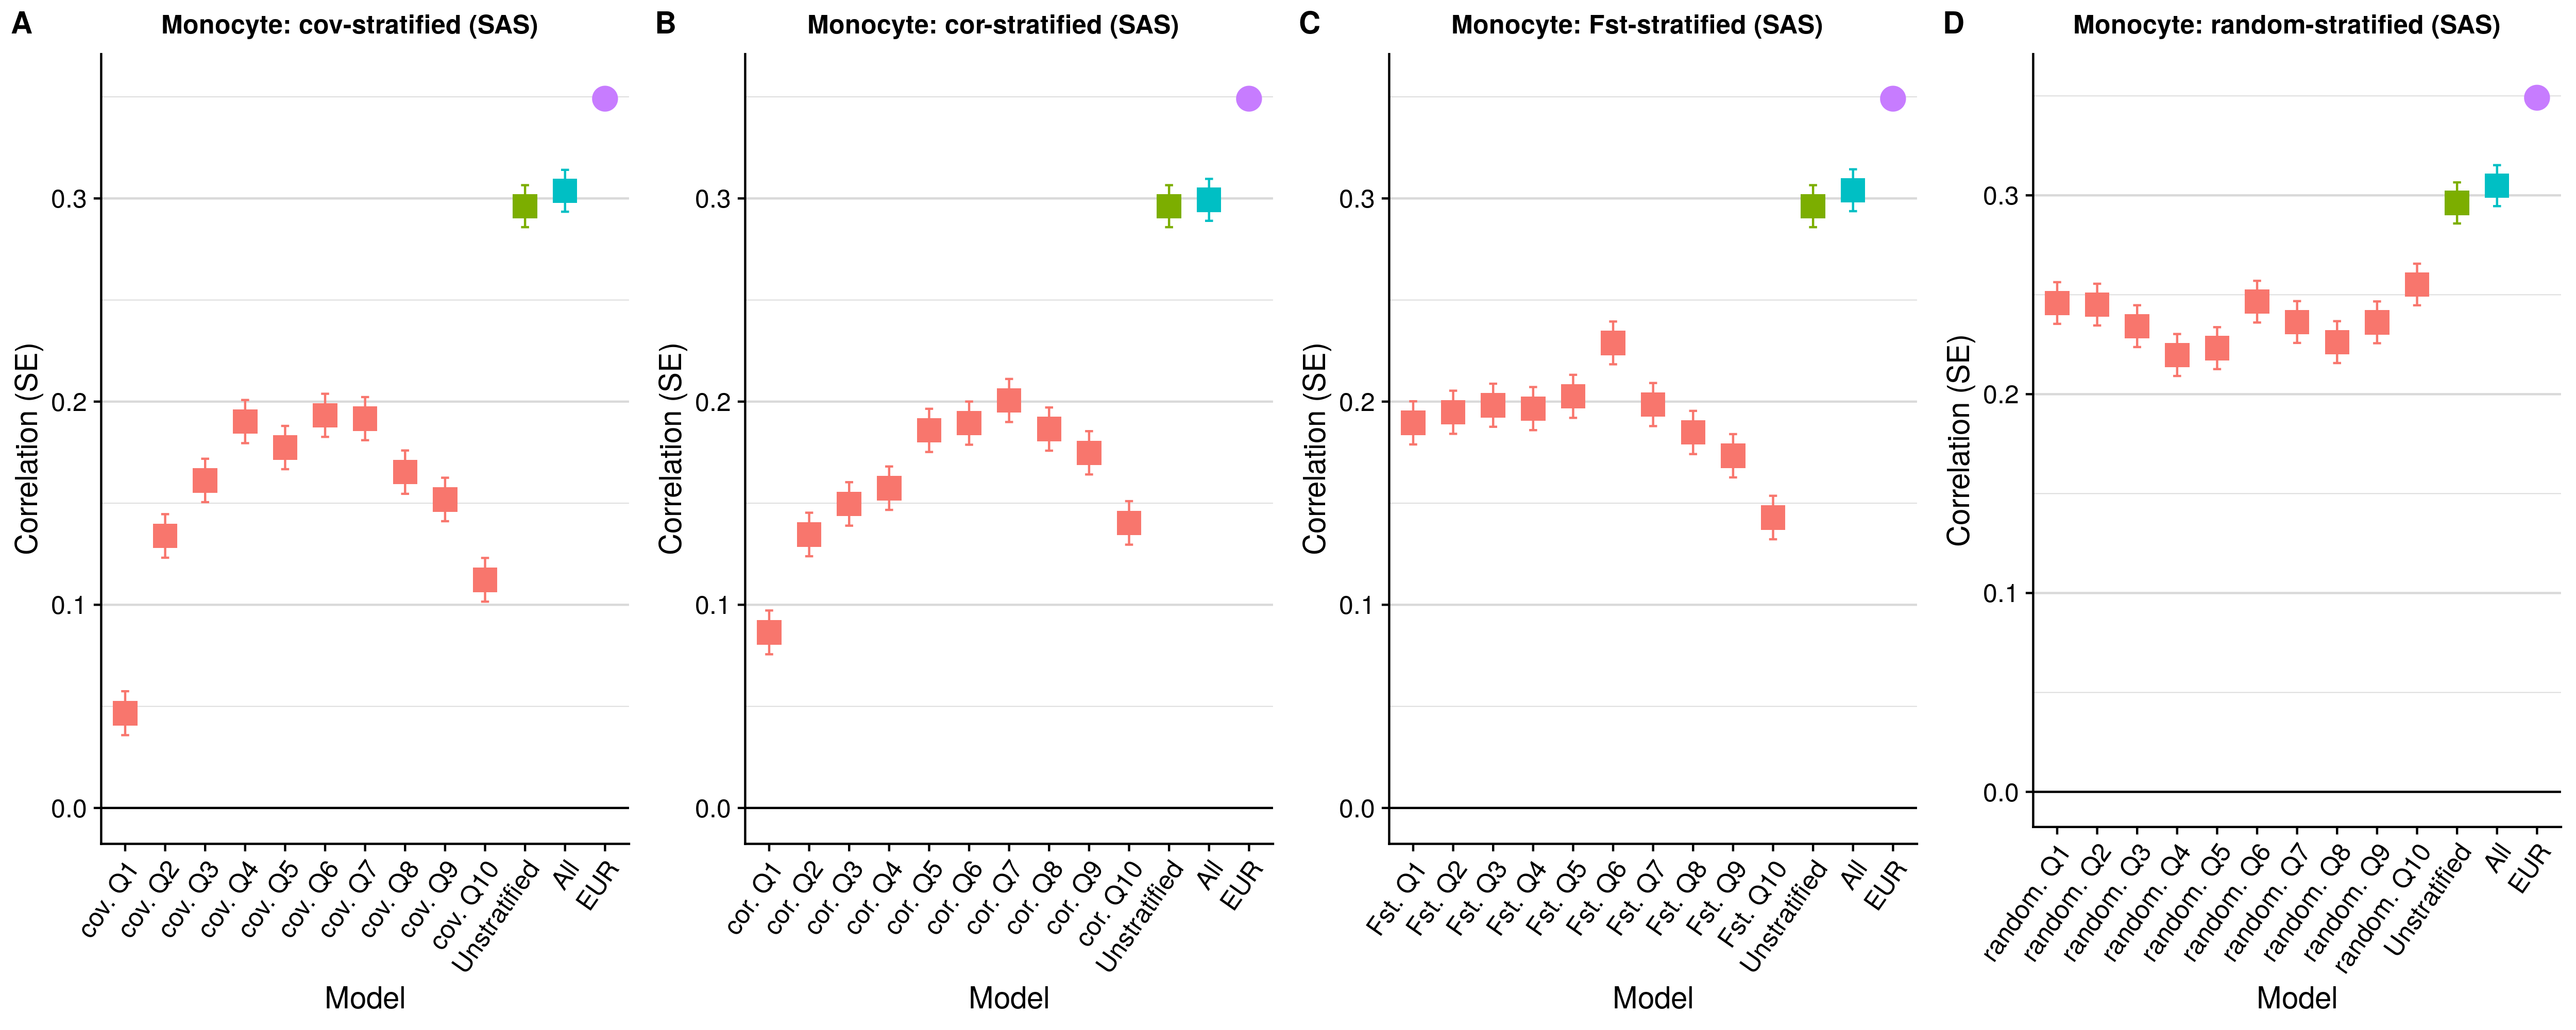 A
Monocyte: cov-stratified (SAS)
Correlation (SE)
0.3
0.2
0.1
0.0
cov. Q1
cov. Q2
cov. Q3
cov. Q4
cov. Q5
cov. Q6
cov. Q7
cov. Q8
cov. Q9
cov. Q10
Unstratified
All
EUR
Model
B
Monocyte: cor-stratified (SAS)
Correlation (SE)
0.3
0.2
0.1
0.0
cor. Q1
cor. Q2
cor. Q3
cor. Q4
cor. Q5
cor. Q6
cor. Q7
cor. Q8
cor. Q9
cor. Q10
Unstratified
All
EUR
Model
C
Monocyte: Fst-stratified (SAS)
Correlation (SE)
0.3
0.2
0.1
0.0
Fst. Q1
Fst. Q2
Fst. Q3
Fst. Q4
Fst. Q5
Fst. Q6
Fst. Q7
Fst. Q8
Fst. Q9
Fst. Q10
Unstratified
All
EUR
Model
D
Monocyte: random-stratified (SAS)
Correlation (SE)
0.3
0.2
0.1
0.0
random. Q1
random. Q2
random. Q3
random. Q4
random. Q5
random. Q6
random. Q7
random. Q8
random. Q9
random. Q10
Unstratified
All
EUR
Model